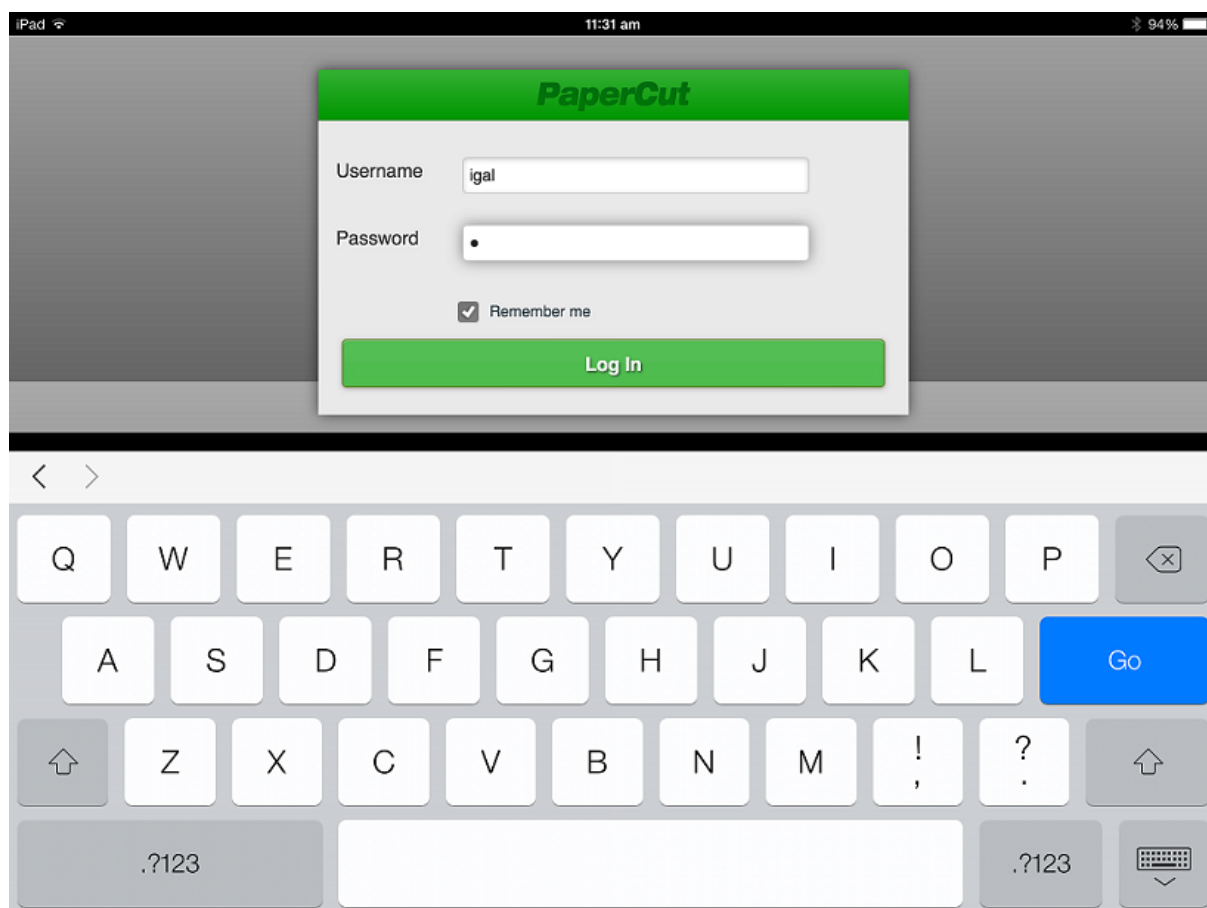 iPad 11:31 am 94%
PaperCut
Username igal
Password •
Remember me
Log In
Q W E R T Y U I O P
A S D F G H J K L Go
Z X C V B N M ! , ? .
.?123 .?123